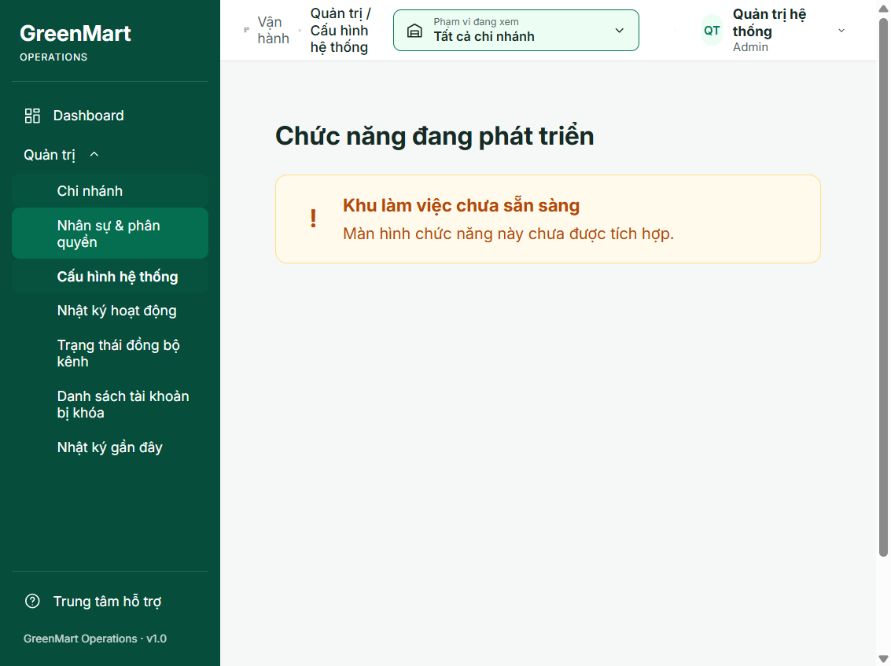 GreenMart
OPERATIONS
Dashboard
Quản trị
Chi nhánh
Nhân sự & phân
quyền
Cấu hình hệ thống
Nhật ký hoạt động
Trạng thái đồng bộ
kênh
Danh sách tài khoản
bị khóa
Nhật ký gần đây
Trung tâm hỗ trợ
GreenMart Operations · v1.0
Vận
hành
Quản trị /
Cấu hình
hệ thống
Phạm vi đang xem
Tất cả chi nhánh
QT
Quản trị hệ
thống
Admin
Chức năng đang phát triển
Khu làm việc chưa sẵn sàng
Màn hình chức năng này chưa được tích hợp.